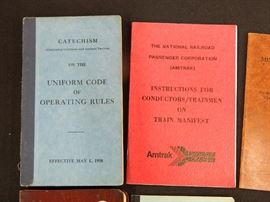 CATECHISM
ON THE
UNIFORM CODE
OF
OPERATING RULES
EFFECTIVE MAY 1, 1950
THE NATIONAL RAILROAD
PASSENGER CORPORATION
(AMTRAK)
INSTRUCTIONS FOR
CONDUCTORS/TRAINMEN
ON
TRAIN MANIFEST
Amtrak